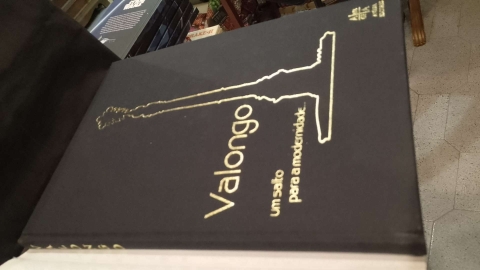 Valongo
um salto
para a modernidade...